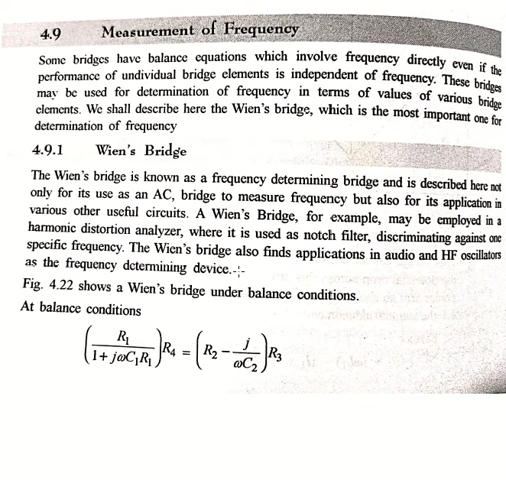 4.9 Measurement of Frequency
Some bridges have balance equations which involve frequency directly even if the
performance of undividual bridge elements is independent of frequency. These bridges
may be used for determination of frequency in terms of values of various bridge
elements. We shall describe here the Wien's bridge, which is the most important one for
determination of frequency
4.9.1 Wien's Bridge
The Wien's bridge is known as a frequency determining bridge and is described here not
only for its use as an AC, bridge to measure frequency but also for its application in
various other useful circuits. A Wien's Bridge, for example, may be employed in a
harmonic distortion analyzer, where it is used as notch filter, discriminating against one
specific frequency. The Wien's bridge also finds applications in audio and HF oscillators
as the frequency determining device.-;-
Fig. 4.22 shows a Wien's bridge under balance conditions.
At balance conditions
(R₁ / (1 + jωC₁R₁)) R₄ = (R₂ − j / ωC₂) R₃